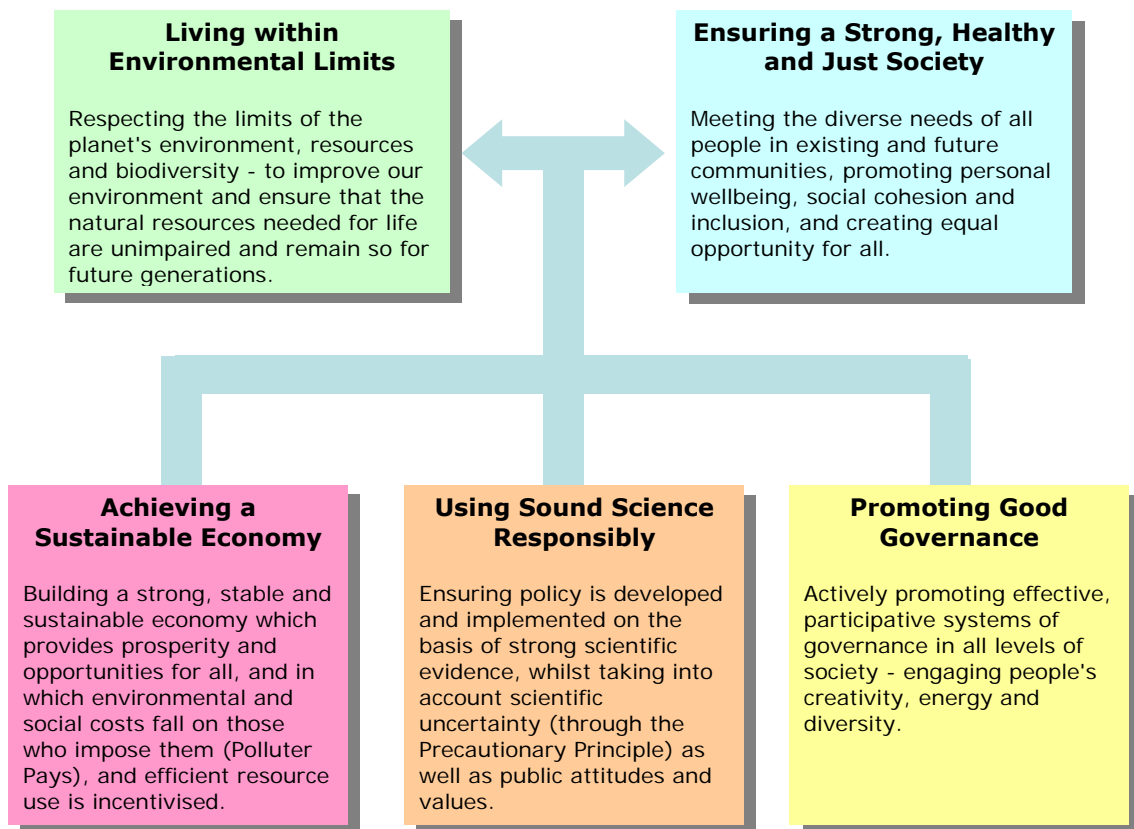 Living within
Environmental Limits
Respecting the limits of the
planet's environment, resources
and biodiversity - to improve our
environment and ensure that the
natural resources needed for life
are unimpaired and remain so for
future generations.
Ensuring a Strong, Healthy
and Just Society
Meeting the diverse needs of all
people in existing and future
communities, promoting personal
wellbeing, social cohesion and
inclusion, and creating equal
opportunity for all.
Achieving a
Sustainable Economy
Building a strong, stable and
sustainable economy which
provides prosperity and
opportunities for all, and in
which environmental and
social costs fall on those
who impose them (Polluter
Pays), and efficient resource
use is incentivised.
Using Sound Science
Responsibly
Ensuring policy is developed
and implemented on the
basis of strong scientific
evidence, whilst taking into
account scientific
uncertainty (through the
Precautionary Principle) as
well as public attitudes and
values.
Promoting Good
Governance
Actively promoting effective,
participative systems of
governance in all levels of
society - engaging people's
creativity, energy and
diversity.